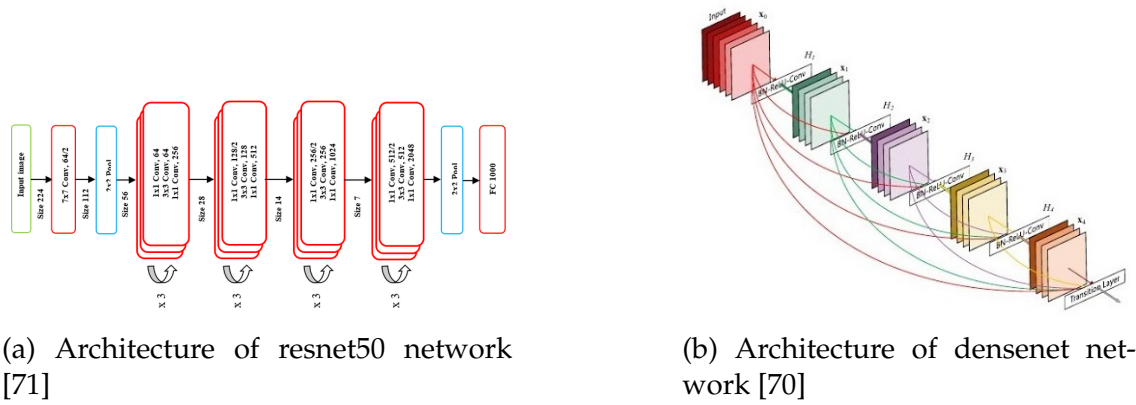 Input image
Size 224
7x7 Conv, 64/2
Size 112
Pool
Size 56
1x1 Conv, 64
3x3 Conv, 64
1x1 Conv, 256
x 3
Size 28
1x1 Conv, 128/2
3x3 Conv, 128
1x1 Conv, 512
x 3
Size 14
1x1 Conv, 256/2
3x3 Conv, 256
1x1 Conv, 1024
x 3
Size 7
1x1 Conv, 512/2
3x3 Conv, 512
1x1 Conv, 2048
x 3
2x2 Pool
FC 1000
(a) Architecture of resnet50 network
[71]
Input
x0
H1
BN-ReLU-Conv
x1
H2
BN-ReLU-Conv
x2
H3
BN-ReLU-Conv
x3
H4
BN-ReLU-Conv
x4
Transition Layer
(b) Architecture of densenet net-
work [70]